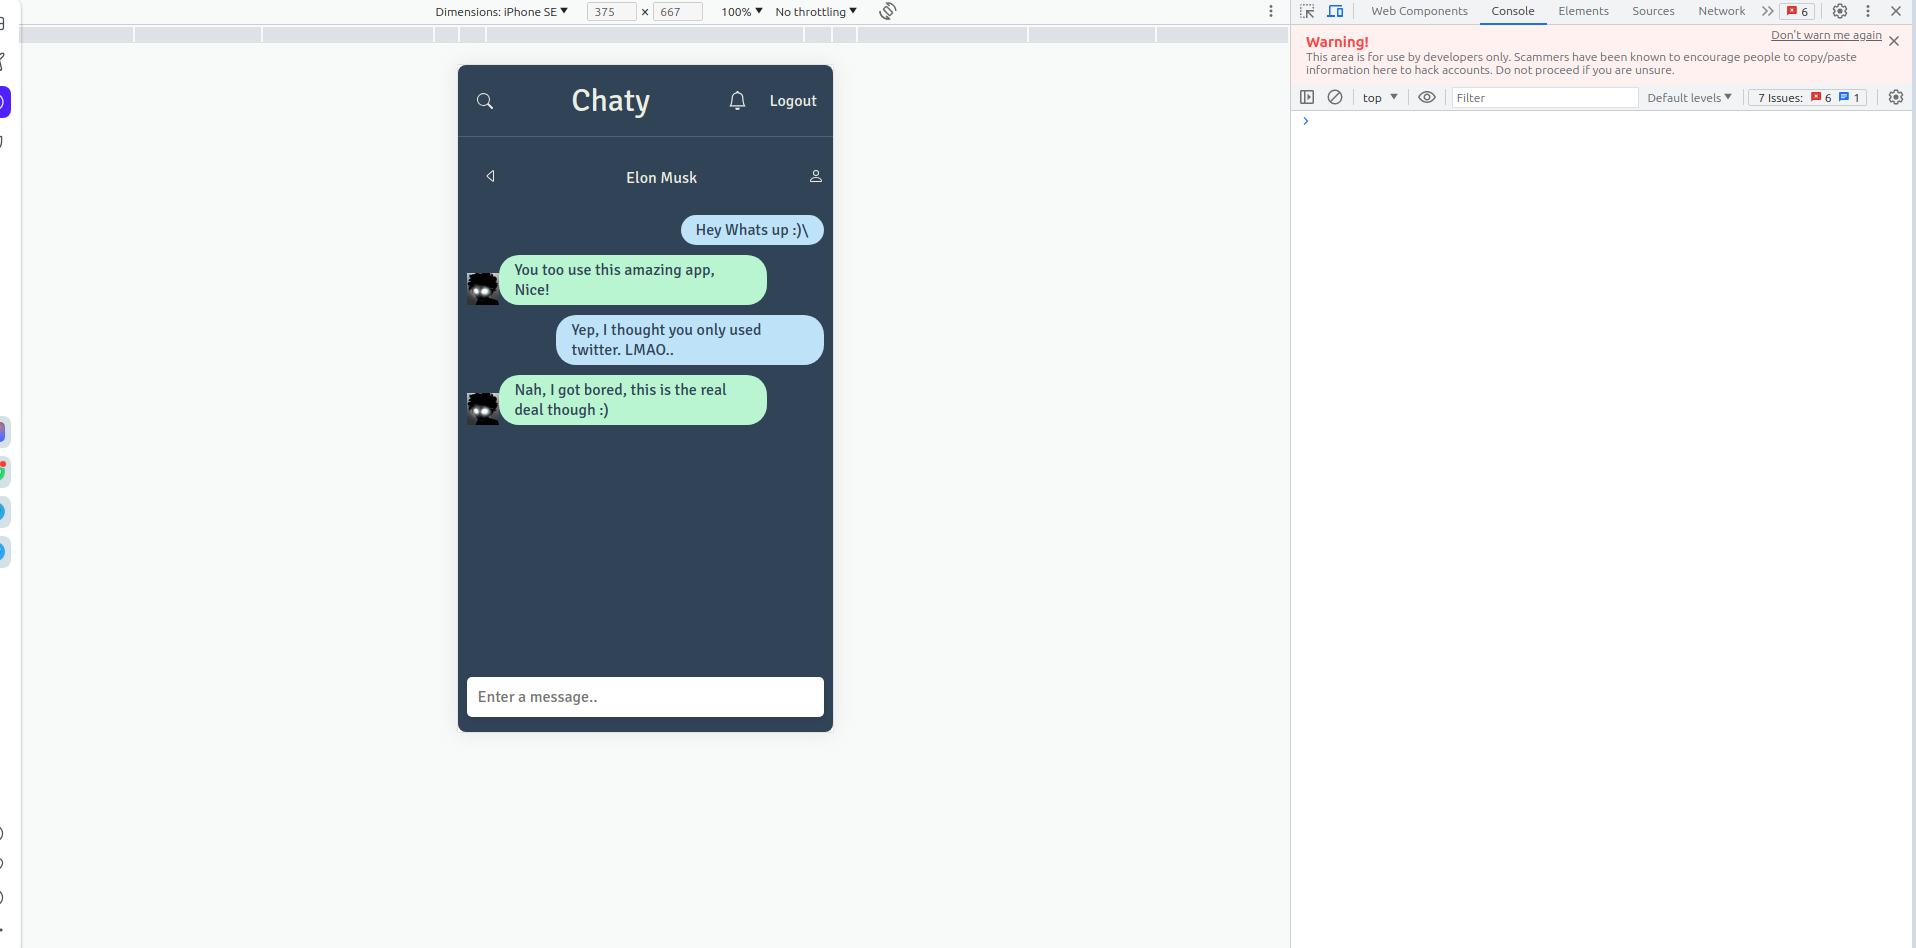 Dimensions: iPhone SE 375 × 667 100% No throttling
Web Components Console Elements Sources Network 6
Warning! Don't warn me again
This area is for use by developers only. Scammers have been known to encourage people to copy/paste
information here to hack accounts. Do not proceed if you are unsure.
top Filter Default levels 7 Issues: 6 1
Chaty Logout
Elon Musk
Hey Whats up :)\
You too use this amazing app,
Nice!
Yep, I thought you only used
twitter. LMAO..
Nah, I got bored, this is the real
deal though :)
Enter a message..